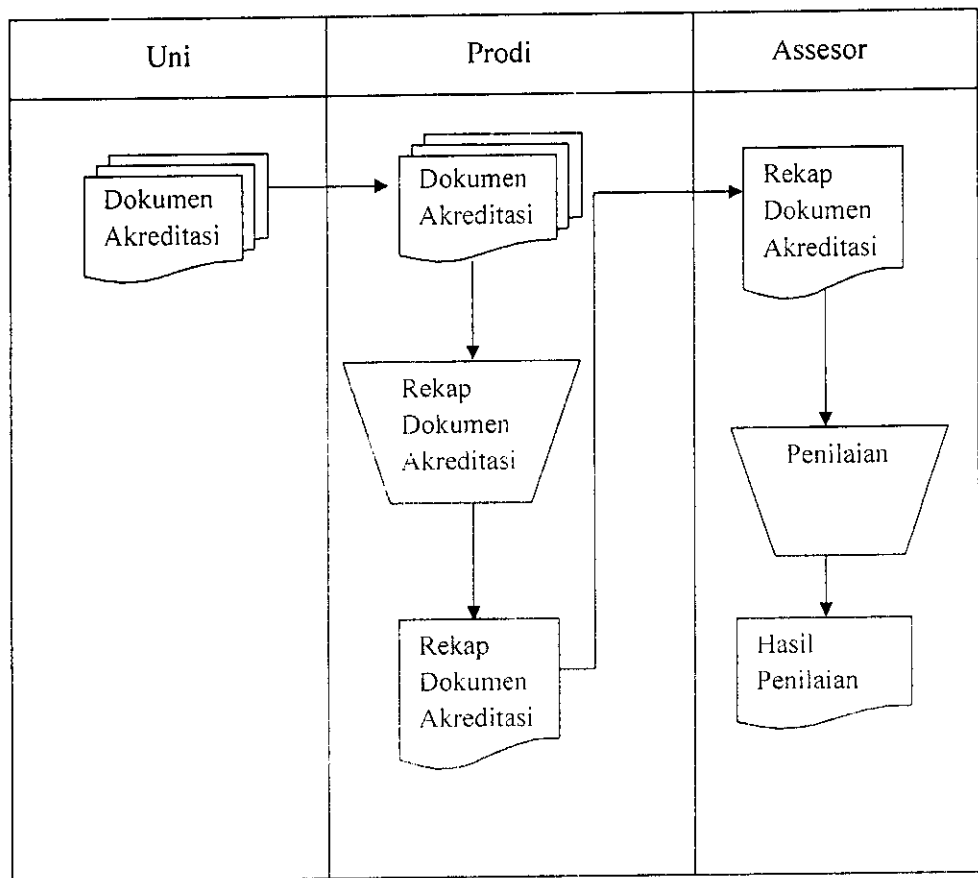 Uni
Prodi
Assesor
Dokumen
Akreditasi
Dokumen
Akreditasi
Rekap
Dokumen
Akreditasi
Rekap
Dokumen
Akreditasi
Rekap
Dokumen
Akreditasi
Penilaian
Hasil
Penilaian